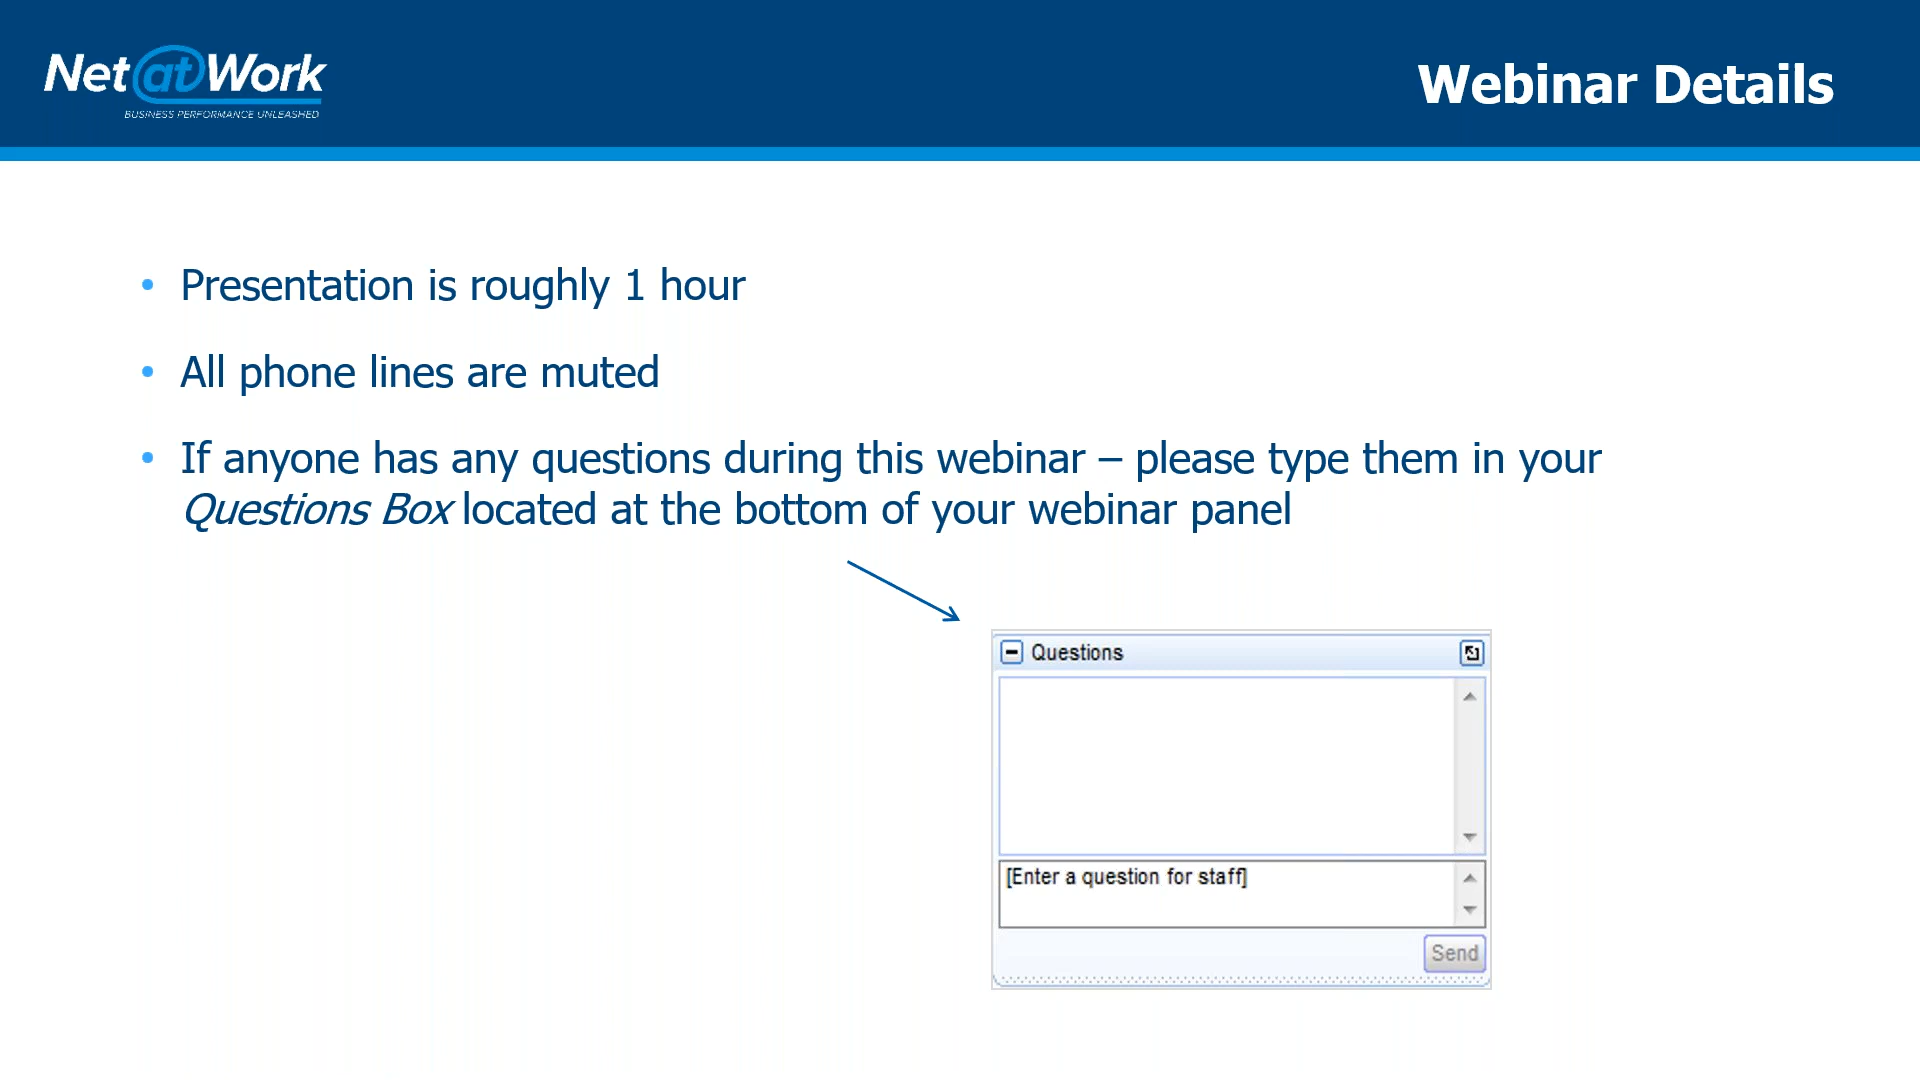 Net at Work
BUSINESS PERFORMANCE UNLEASHED
Webinar Details
• Presentation is roughly 1 hour
• All phone lines are muted
• If anyone has any questions during this webinar – please type them in your
Questions Box located at the bottom of your webinar panel
Questions
[Enter a question for staff]
Send